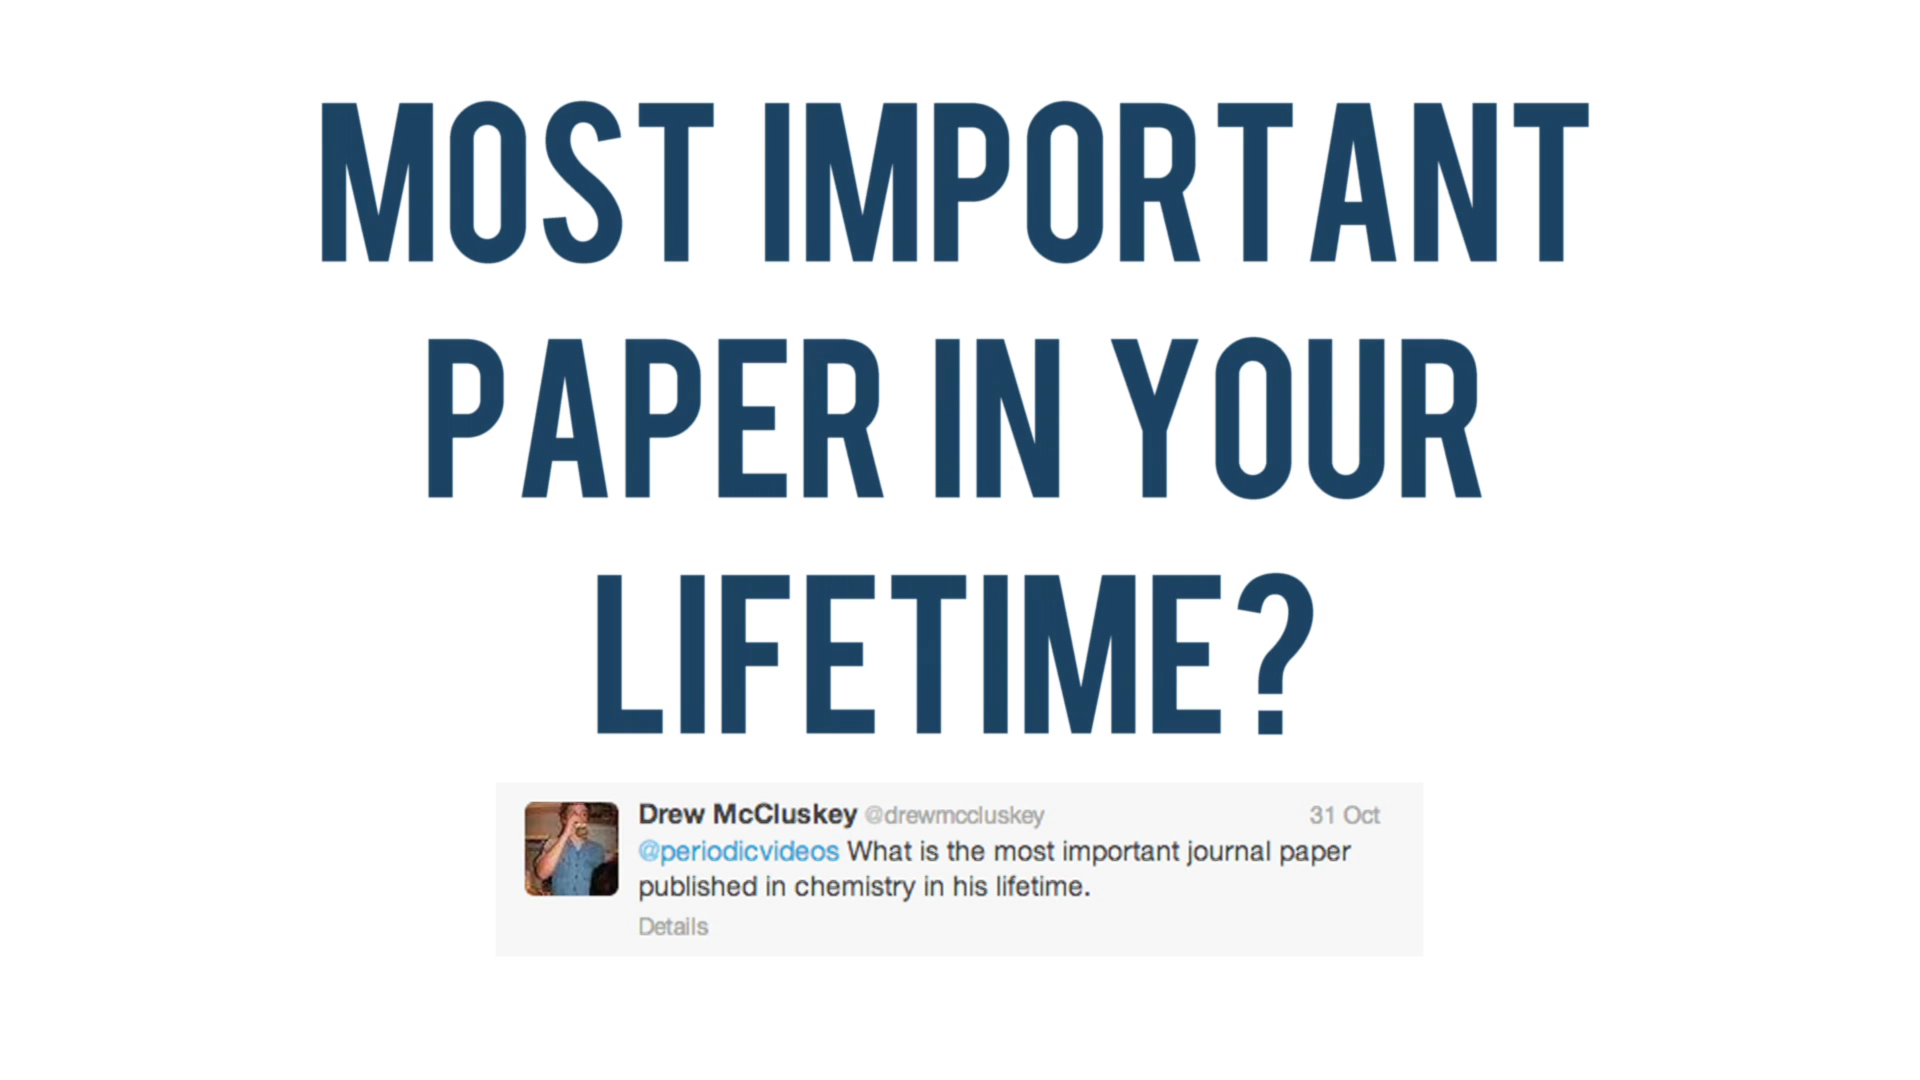 MOST IMPORTANT
PAPER IN YOUR
LIFETIME?
Drew McCluskey @drewmccluskey 31 Oct
@periodicvideos What is the most important journal paper
published in chemistry in his lifetime.
Details